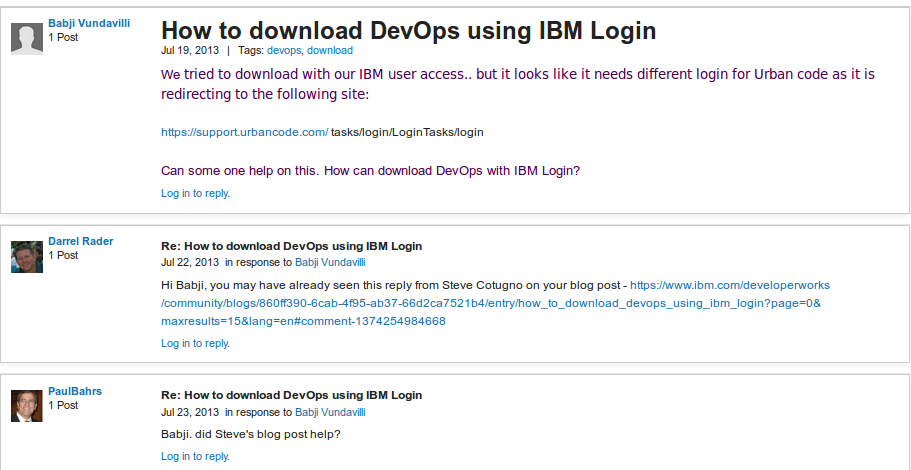 Babji Vundavilli
1 Post
How to download DevOps using IBM Login
Jul 19, 2013 | Tags: devops, download
We tried to download with our IBM user access.. but it looks like it needs different login for Urban code as it is
redirecting to the following site:
https://support.urbancode.com/ tasks/login/LoginTasks/login
Can some one help on this. How can download DevOps with IBM Login?
Log in to reply.
Darrel Rader
1 Post
Re: How to download DevOps using IBM Login
Jul 22, 2013 in response to Babji Vundavilli
Hi Babji, you may have already seen this reply from Steve Cotugno on your blog post - https://www.ibm.com/developerworks
/community/blogs/860ff390-6cab-4f95-ab37-66d2ca7521b4/entry/how_to_download_devops_using_ibm_login?page=0&
maxresults=15&lang=en#comment-1374254984668
Log in to reply.
PaulBahrs
1 Post
Re: How to download DevOps using IBM Login
Jul 23, 2013 in response to Babji Vundavilli
Babji. did Steve's blog post help?
Log in to reply.